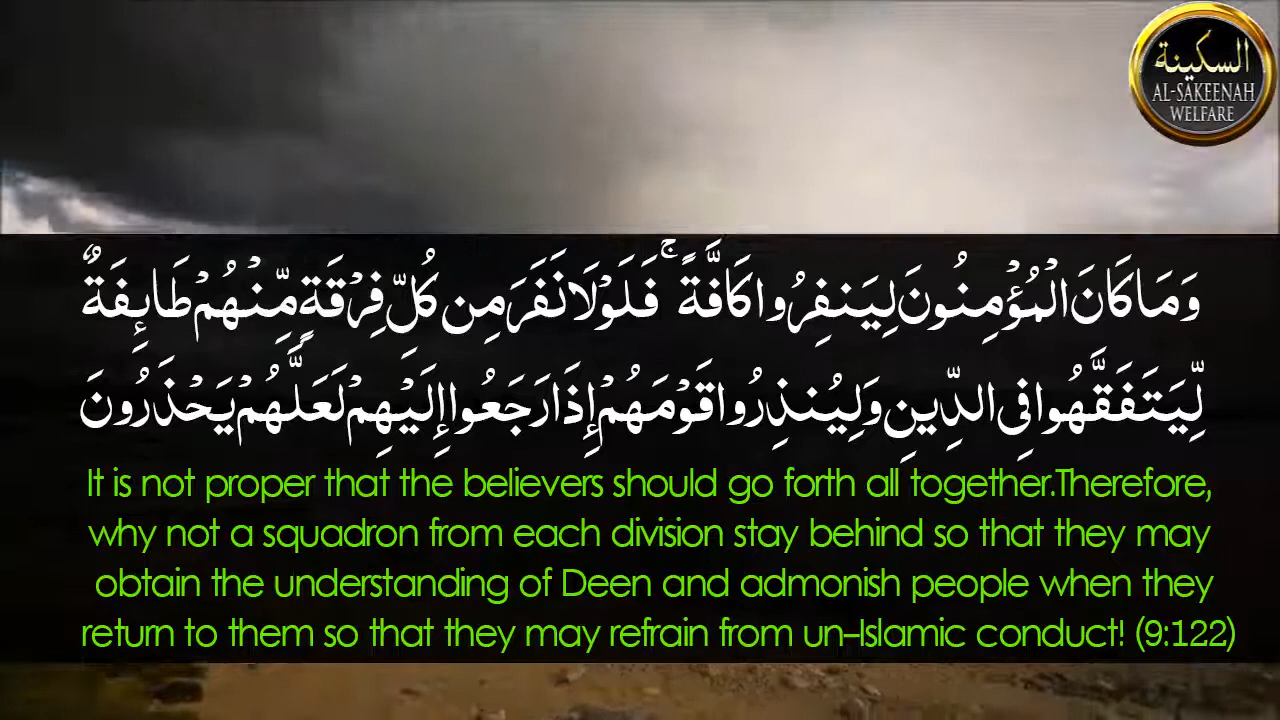 السكينة
AL-SAKEENAH
WELFARE
وَمَا كَانَ الْمُؤْمِنُونَ لِيَنفِرُوا كَافَّةً ۚ فَلَوْلَا نَفَرَ مِن كُلِّ فِرْقَةٍ مِّنْهُمْ طَائِفَةٌ
لِّيَتَفَقَّهُوا فِي الدِّينِ وَلِيُنذِرُوا قَوْمَهُمْ إِذَا رَجَعُوا إِلَيْهِمْ لَعَلَّهُمْ يَحْذَرُونَ
It is not proper that the believers should go forth all together.Therefore,
why not a squadron from each division stay behind so that they may
obtain the understanding of Deen and admonish people when they
return to them so that they may refrain from un-Islamic conduct! (9:122)